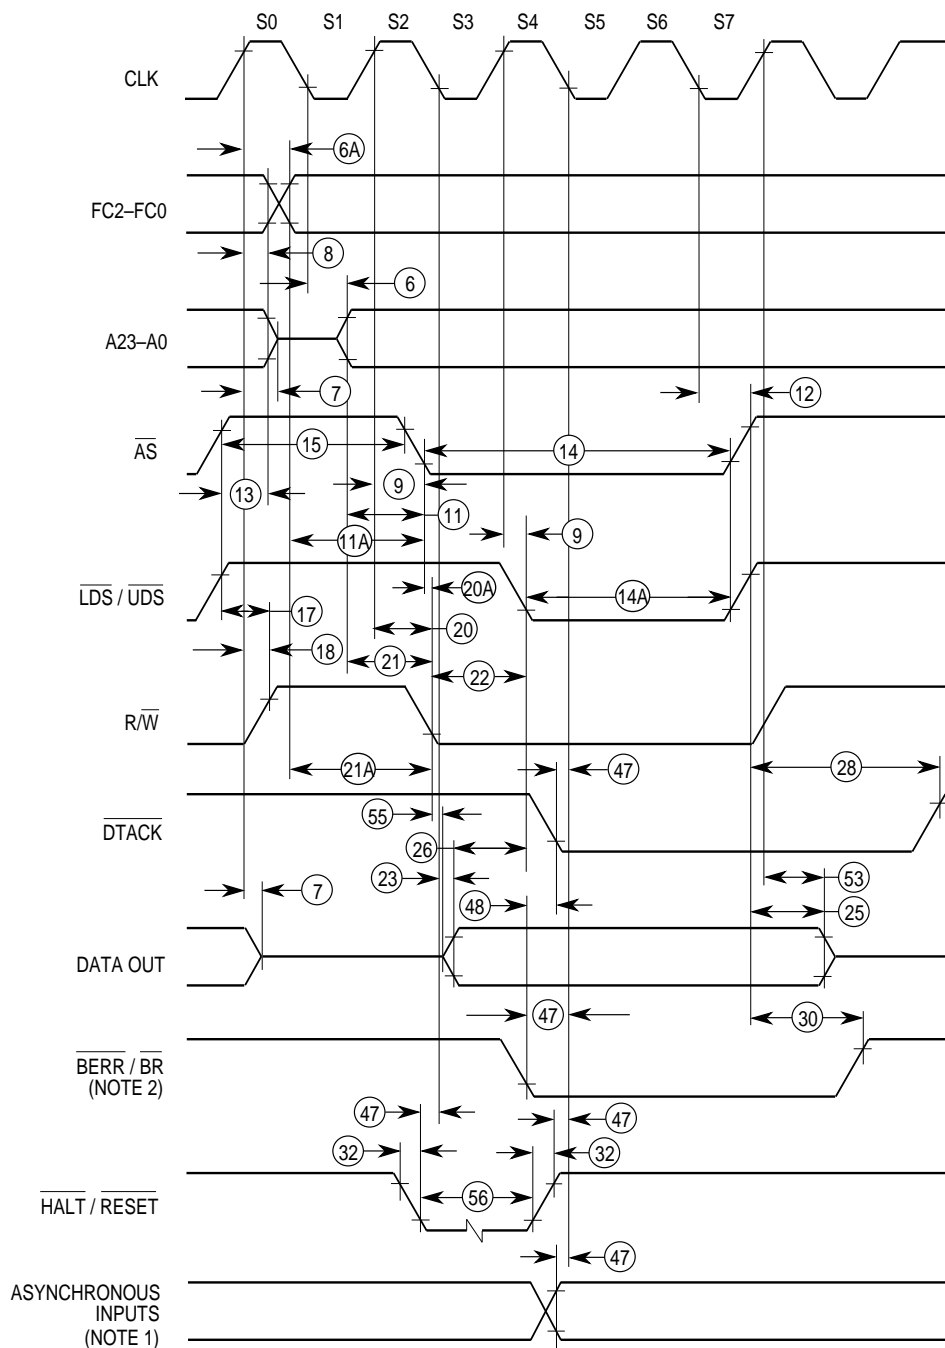 S0 S1 S2 S3 S4 S5 S6 S7
CLK
6A
FC2–FC0
8
6
A23–A0
7
12
AS
15
14
13
9
11
11A
9
LDS / UDS
20A
14A
17
20
18
21
22
R/W
21A
47
28
DTACK
55
26
23
53
7
48
25
DATA OUT
47
30
BERR / BR
(NOTE 2)
47
47
32
32
HALT / RESET
56
47
ASYNCHRONOUS
INPUTS
(NOTE 1)